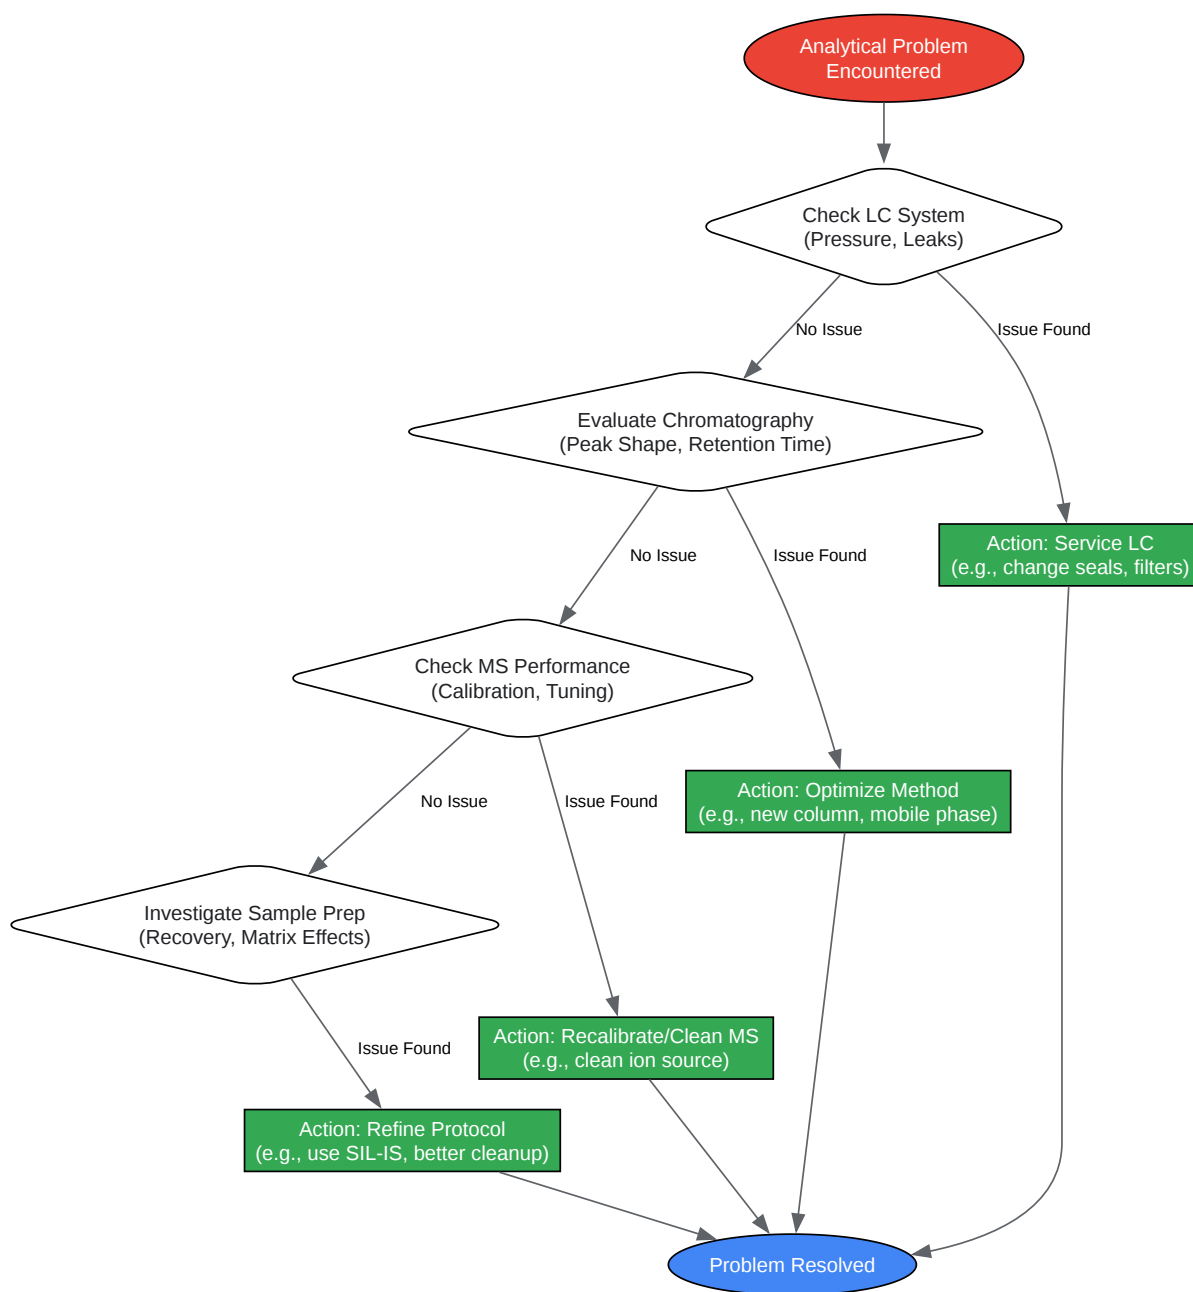 Analytical Problem
Encountered
Check LC System
(Pressure, Leaks)
No Issue
Issue Found
Evaluate Chromatography
(Peak Shape, Retention Time)
No Issue
Issue Found
Action: Service LC
(e.g., change seals, filters)
Check MS Performance
(Calibration, Tuning)
No Issue
Issue Found
Action: Optimize Method
(e.g., new column, mobile phase)
Investigate Sample Prep
(Recovery, Matrix Effects)
Issue Found
Action: Recalibrate/Clean MS
(e.g., clean ion source)
Action: Refine Protocol
(e.g., use SIL-IS, better cleanup)
Problem Resolved